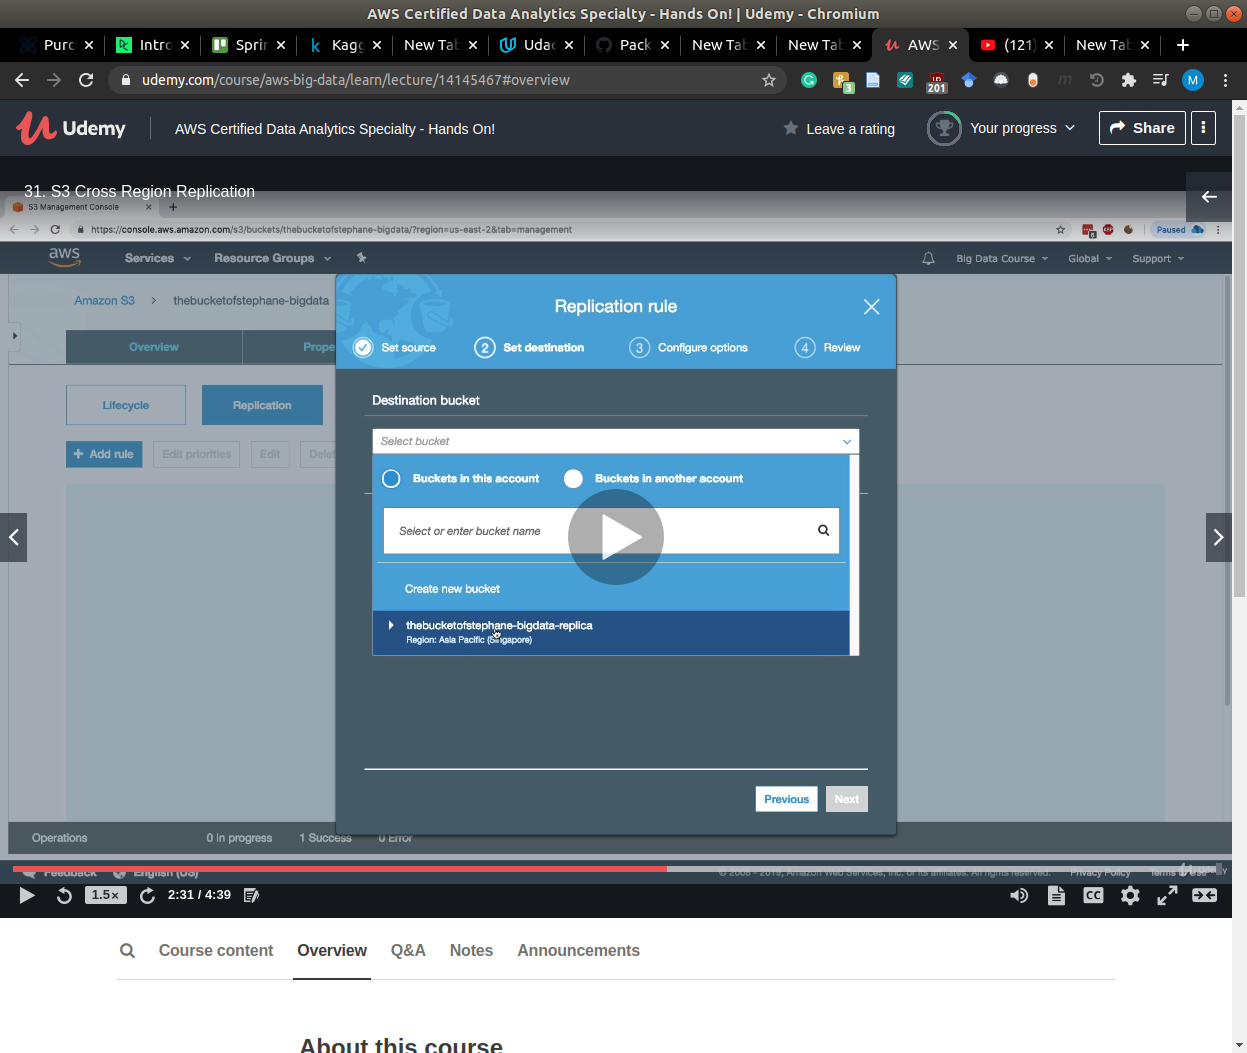 AWS Certified Data Analytics Specialty - Hands On! | Udemy - Chromium
Purc
Intro
Sprin
Kagg
New Tab
Udac
Pack
New Tab
New Tab
AWS
(121)
New Tab
udemy.com/course/aws-big-data/learn/lecture/14145467#overview
3
201
M
Udemy
AWS Certified Data Analytics Specialty - Hands On!
Leave a rating
Your progress
Share
31. S3 Cross Region Replication
S3 Management Console
https://console.aws.amazon.com/s3/buckets/thebucketofstephane-bigdata/?region=us-east-2&tab=management
Paused
aws
Services
Resource Groups
Big Data Course
Global
Support
Amazon S3
thebucketofstephane-bigdata
Replication rule
Overview
Prope
Set source
2 Set destination
3 Configure options
4 Review
Destination bucket
Lifecycle
Replication
Select bucket
+ Add rule
Edit priorities
Edit
Delet
Buckets in this account
Buckets in another account
Select or enter bucket name
Create new bucket
thebucketofstephane-bigdata-replica
Region: Asia Pacific (Singapore)
Previous
Next
Operations
0 In progress
1 Success
0 Error
Feedback
English (US)
© 2008 - 2019, Amazon Web Services, Inc. or its affiliates. All rights reserved.
Privacy Policy
Terms of Use
1.5×
2:31 / 4:39
CC
Course content
Overview
Q&A
Notes
Announcements
About this course